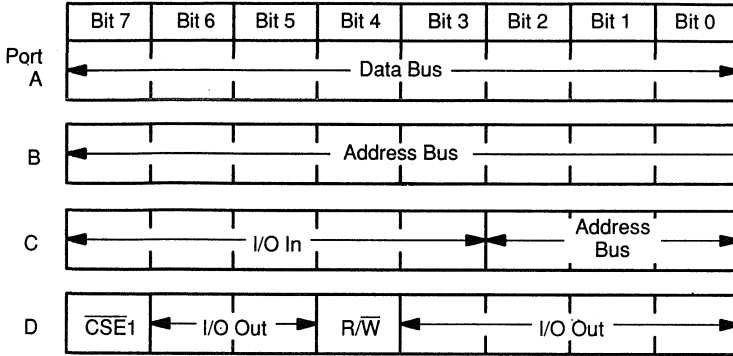 Bit 7 Bit 6 Bit 5 Bit 4 Bit 3 Bit 2 Bit 1 Bit 0
Port
A Data Bus
B Address Bus
C I/O In Address
Bus
D C̅S̅E̅1 I/O Out R/W̅ I/O Out